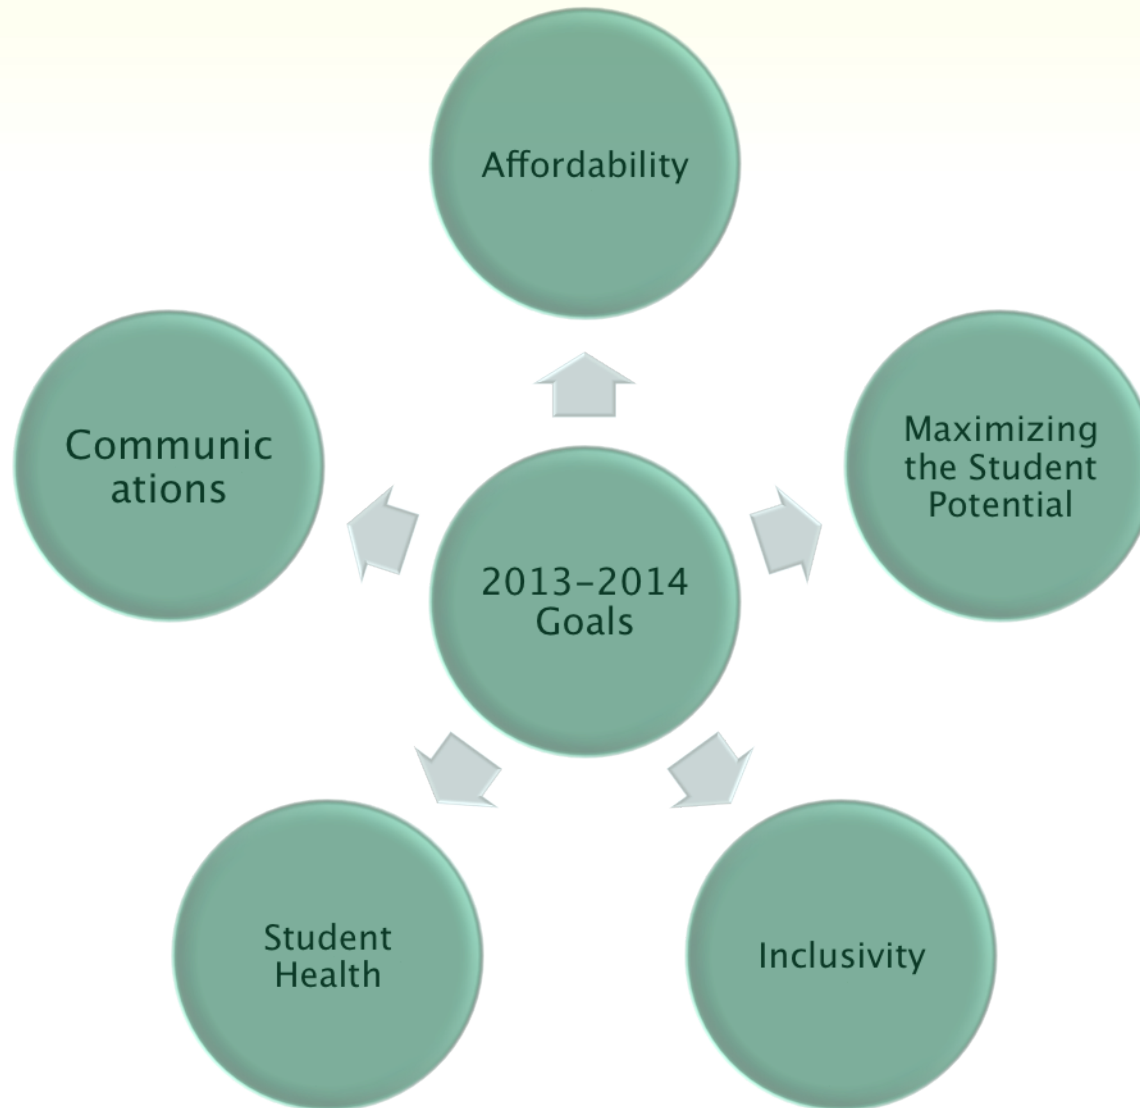 Affordability
Communic
ations
Maximizing
the Student
Potential
2013-2014
Goals
Student
Health
Inclusivity